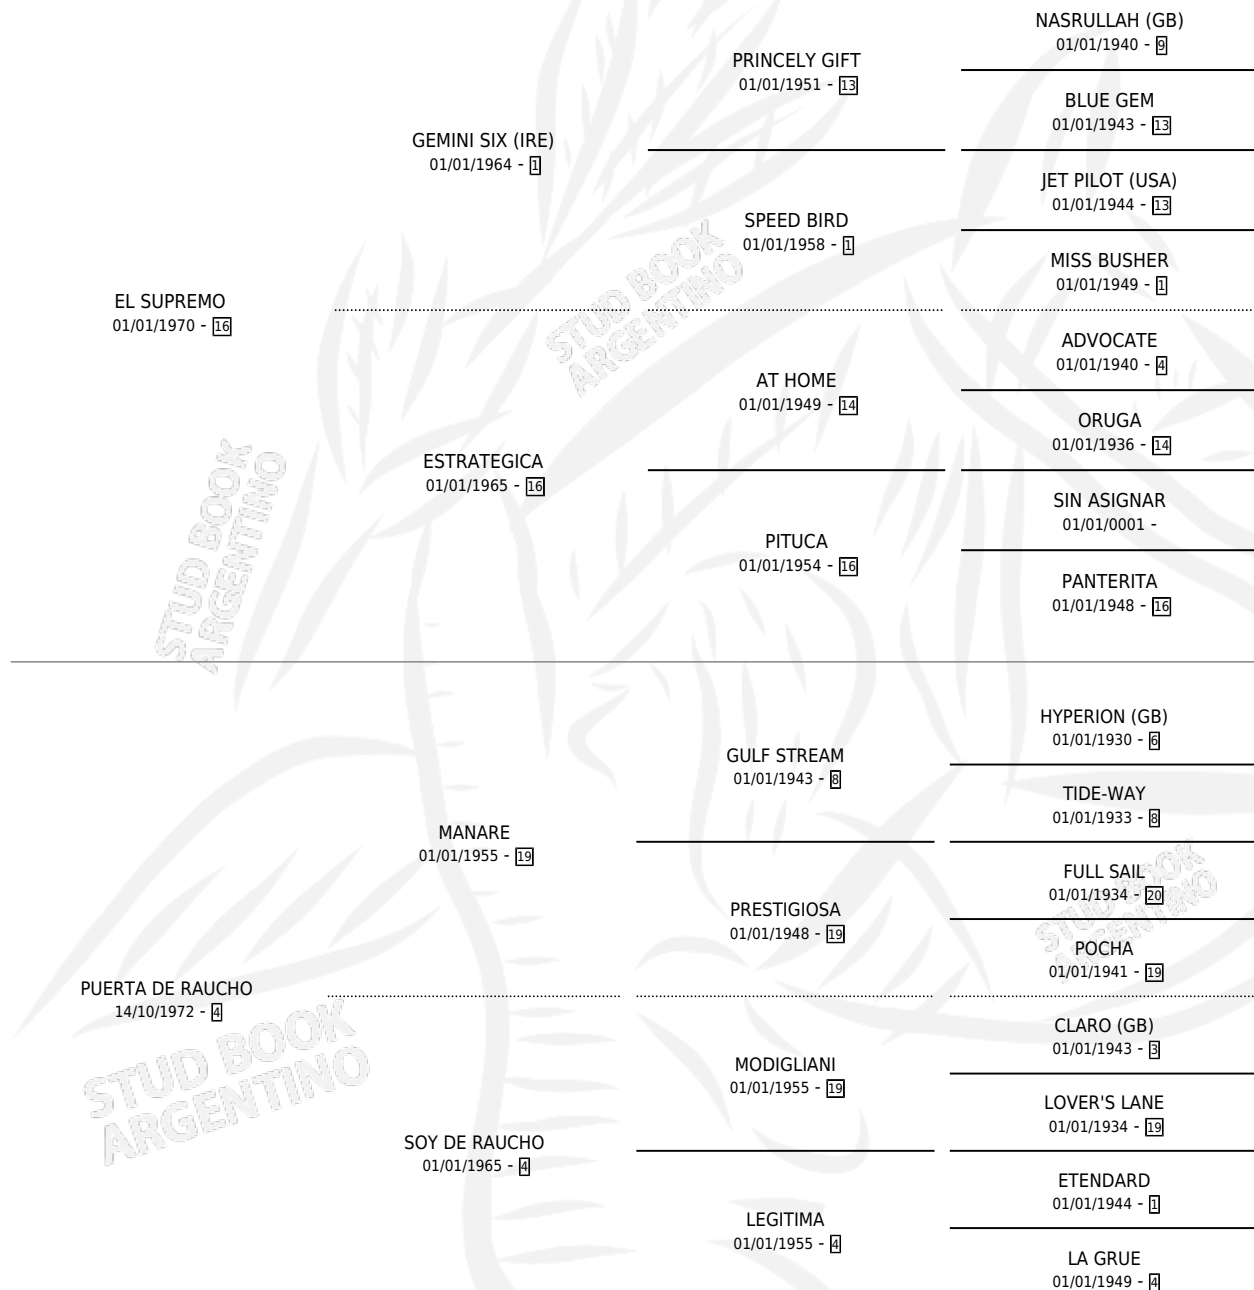 NASRULLAH (GB)
01/01/1940 - 9
PRINCELY GIFT
01/01/1951 - 13
BLUE GEM
01/01/1943 - 13
GEMINI SIX (IRE)
01/01/1964 - 1
JET PILOT (USA)
01/01/1944 - 13
SPEED BIRD
01/01/1958 - 1
MISS BUSHER
01/01/1949 - 1
EL SUPREMO
01/01/1970 - 16
ADVOCATE
01/01/1940 - 4
AT HOME
01/01/1949 - 14
ORUGA
01/01/1936 - 14
ESTRATEGICA
01/01/1965 - 16
SIN ASIGNAR
01/01/0001 -
PITUCA
01/01/1954 - 16
PANTERITA
01/01/1948 - 16
HYPERION (GB)
01/01/1930 - 6
GULF STREAM
01/01/1943 - 8
TIDE-WAY
01/01/1933 - 8
MANARE
01/01/1955 - 19
FULL SAIL
01/01/1934 - 20
PRESTIGIOSA
01/01/1948 - 19
POCHA
01/01/1941 - 19
PUERTA DE RAUCHO
14/10/1972 - 4
CLARO (GB)
01/01/1943 - 3
MODIGLIANI
01/01/1955 - 19
LOVER'S LANE
01/01/1934 - 19
SOY DE RAUCHO
01/01/1965 - 4
ETENDARD
01/01/1944 - 1
LEGITIMA
01/01/1955 - 4
LA GRUE
01/01/1949 - 4
STUD BOOK
ARGENTINO
STUD BOOK
ARGENTINO
STUD BOOK
ARGENTINO
STUD BOOK
ARGENTINO